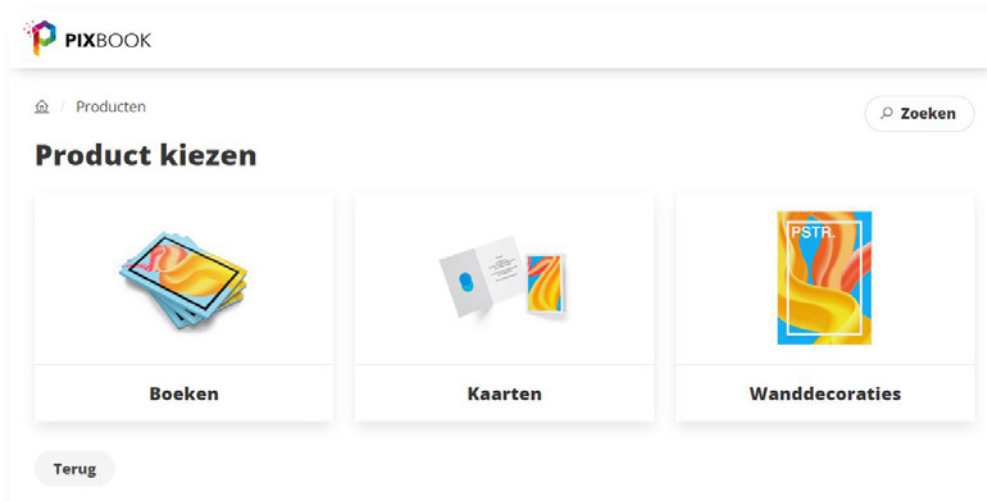 PIXBOOK
/ Producten
Zoeken
Product kiezen
PSTR.
Boeken
Kaarten
Wanddecoraties
Terug